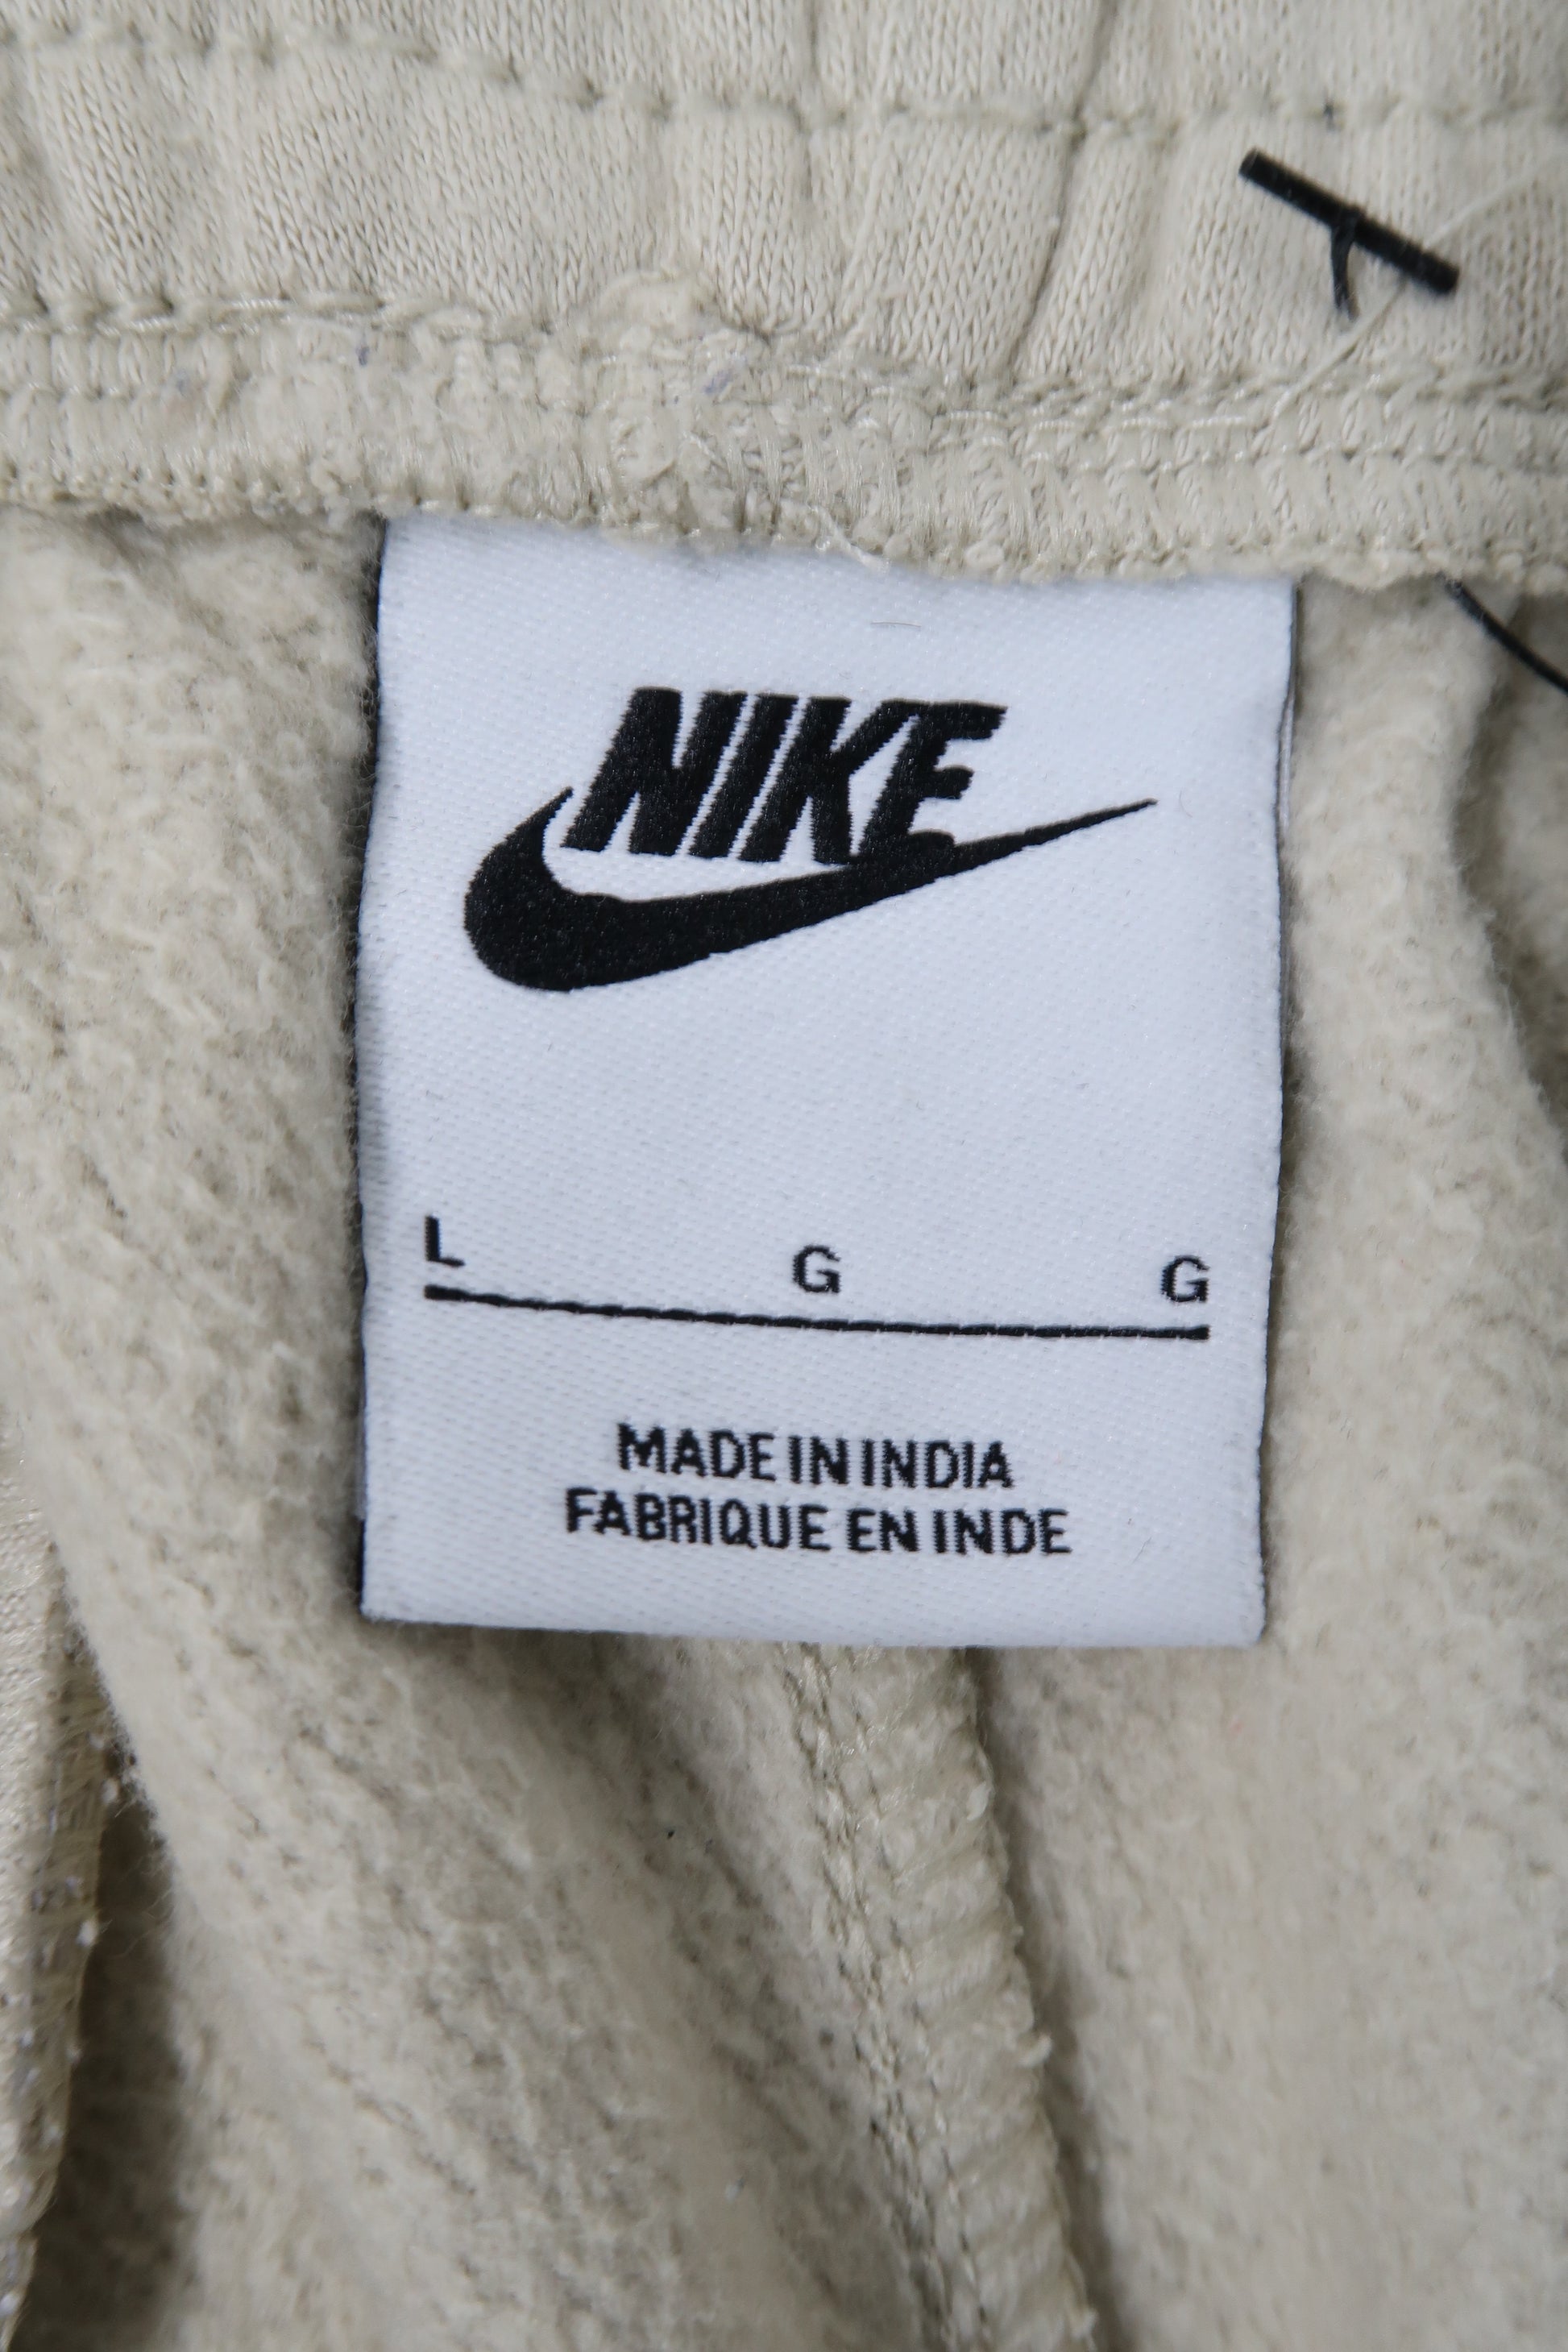 NIKE
L G G
MADE IN INDIA
FABRIQUE EN INDE